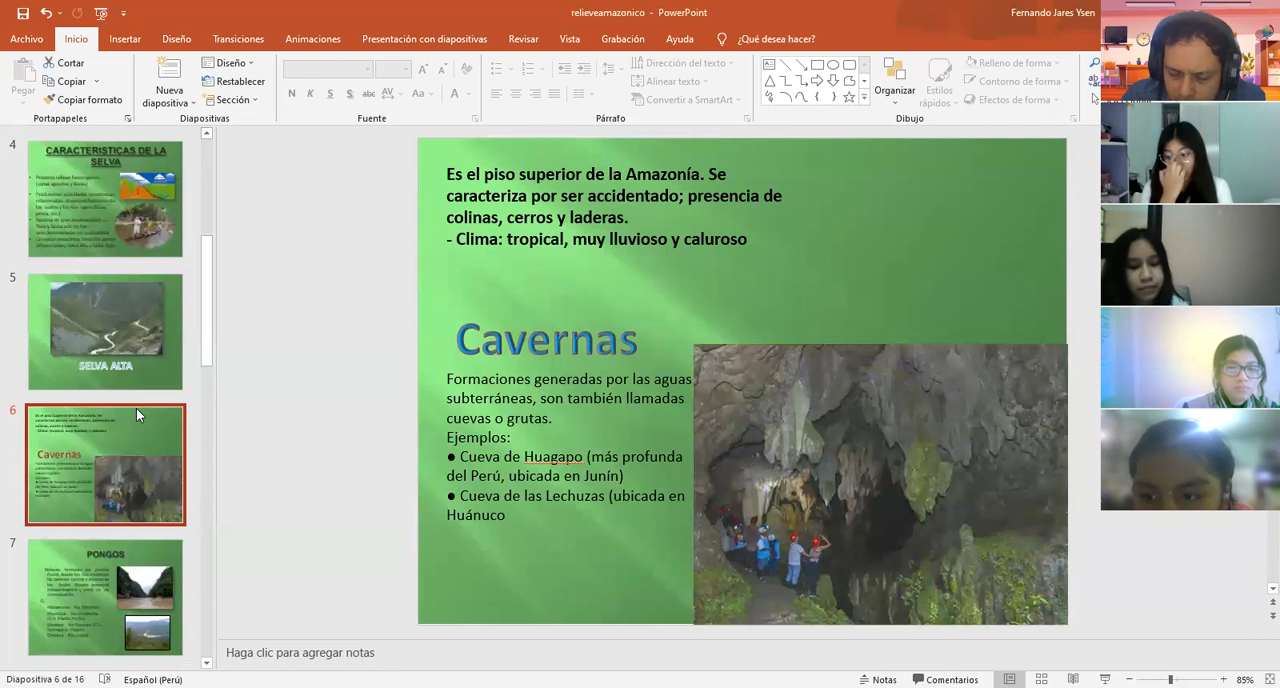 relieveamazonico - PowerPoint
Fernando Jares Ysen
Archivo Inicio Insertar Diseño Transiciones Animaciones Presentación con diapositivas Revisar Vista Grabación Ayuda ¿Qué desea hacer?
Pegar
Cortar
Copiar
Copiar formato
Portapapeles
Nueva
diapositiva
Diseño
Restablecer
Sección
Diapositivas
N K S S abc AV Aa A
Fuente
Dirección del texto
Alinear texto
Convertir a SmartArt
Párrafo
Organizar
Estilos
rápidos
Relleno de forma
Contorno de forma
Efectos de forma
Dibujo
4
CARACTERISTICAS DE LA
SELVA
5
SELVA ALTA
6
Cavernas
7
PONGOS
Es el piso superior de la Amazonía. Se
caracteriza por ser accidentado; presencia de
colinas, cerros y laderas.
- Clima: tropical, muy lluvioso y caluroso
Cavernas
Formaciones generadas por las aguas
subterráneas, son también llamadas
cuevas o grutas.
Ejemplos:
● Cueva de Huagapo (más profunda
del Perú, ubicada en Junín)
● Cueva de las Lechuzas (ubicada en
Huánuco
Haga clic para agregar notas
Diapositiva 6 de 16 Español (Perú) Notas Comentarios 85%